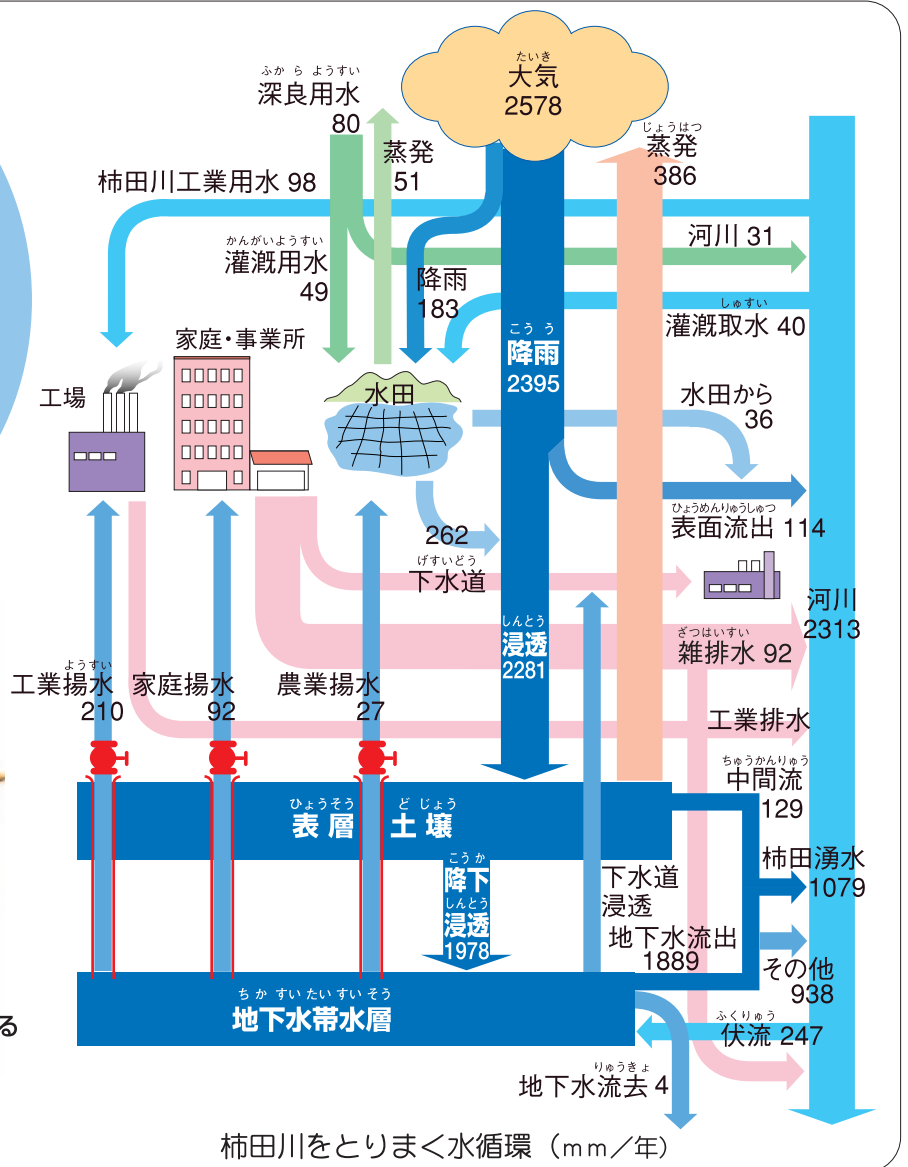 たいき
大気
2578
ふか ら ようすい
深良用水
80
蒸発
51
じょうはつ
蒸発
386
柿田川工業用水 98
河川 31
かんがいようすい
灌漑用水
49
降雨
183
しゅすい
灌漑取水 40
家庭・事業所
こう う
降雨
2395
工場
水田
水田から
36
262
ひょうめんりゅうしゅつ
表面流出 114
げすいどう
下水道
河川
2313
しんとう
浸透
2281
ざつはいすい
雑排水 92
ようすい
工業揚水
210
家庭揚水
92
農業揚水
27
工業排水
ちゅうかんりゅう
中間流
129
ひょうそう ど じょう
表層土壌
こう か
降下
しんとう
浸透
1978
下水道
浸透
柿田湧水
1079
地下水流出
1889
その他
938
ち か すい たい すい そう
地下水帯水層
ふくりゅう
伏流 247
る
りゅうきょ
地下水流去 4
柿田川をとりまく水循環(mm/年)